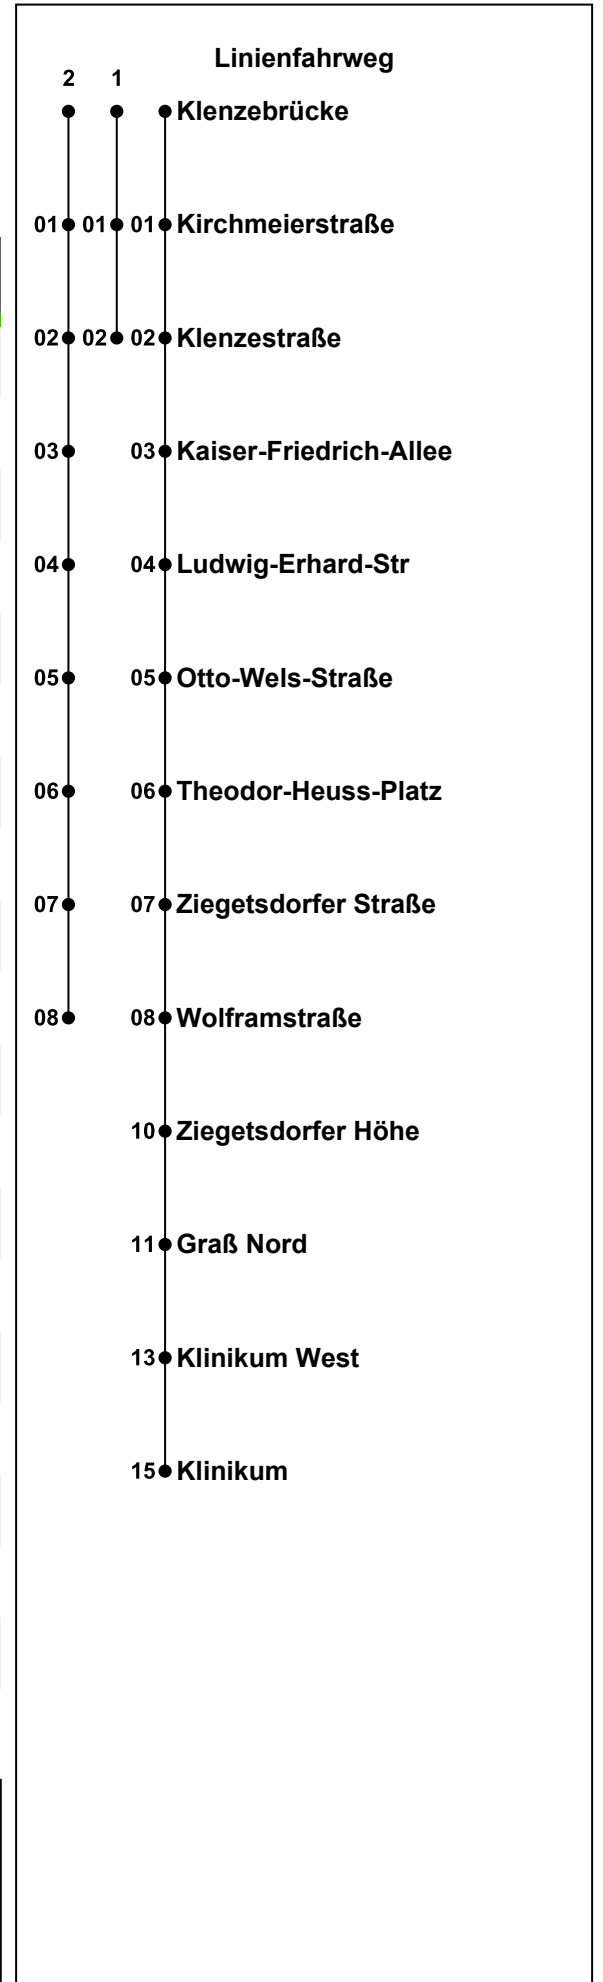 Linienfahrweg
2 1
Klenzebrücke
01 01 01 Kirchmeierstraße
02 02 02 Klenzestraße
03 03 Kaiser-Friedrich-Allee
04 04 Ludwig-Erhard-Str
05 05 Otto-Wels-Straße
06 06 Theodor-Heuss-Platz
07 07 Ziegetsdorfer Straße
08 08 Wolframstraße
10 Ziegetsdorfer Höhe
11 Graß Nord
13 Klinikum West
15 Klinikum